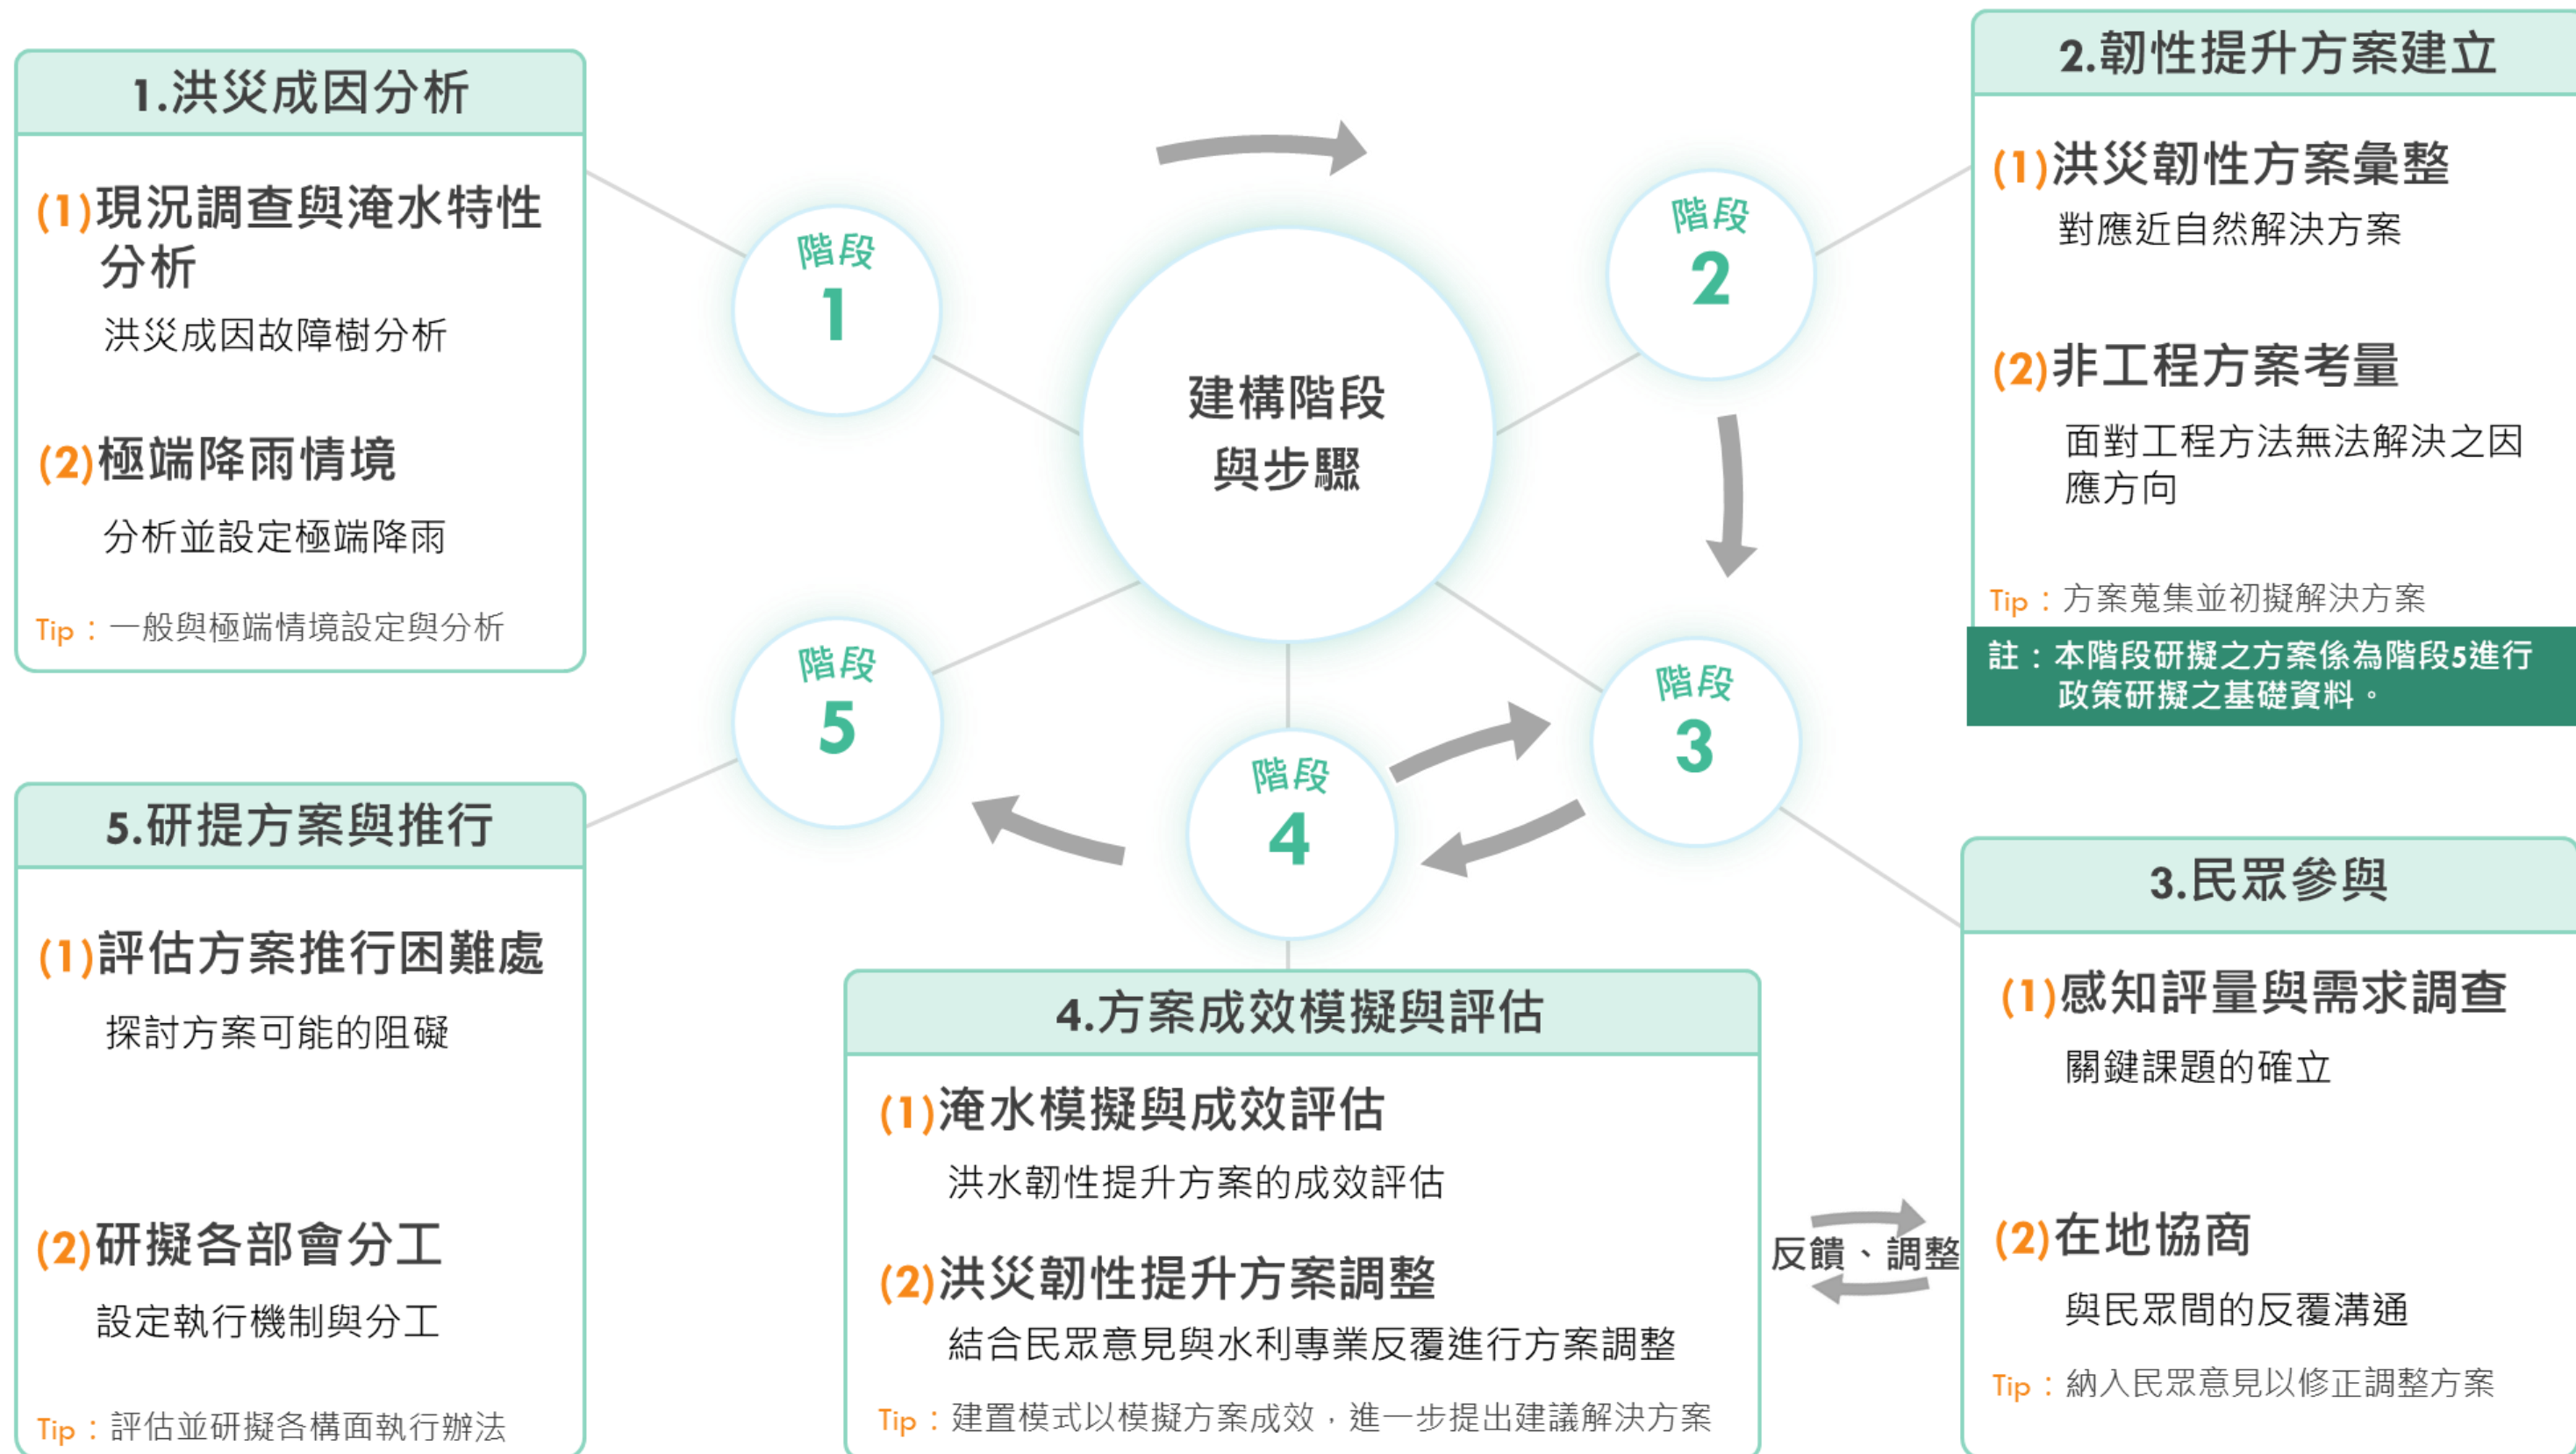 1.洪災成因分析
(1)現況調查與淹水特性
分析
洪災成因故障樹分析
(2)極端降雨情境
分析並設定極端降雨
Tip：一般與極端情境設定與分析
階段
1
建構階段
與步驟
階段
2
2.韌性提升方案建立
(1)洪災韌性方案彙整
對應近自然解決方案
(2)非工程方案考量
面對工程方法無法解決之因
應方向
Tip：方案蒐集並初擬解決方案
註：本階段研擬之方案係為階段5進行
政策研擬之基礎資料。
階段
3
3.民眾參與
(1)感知評量與需求調查
關鍵課題的確立
(2)在地協商
與民眾間的反覆溝通
Tip：納入民眾意見以修正調整方案
反饋、調整
階段
4
4.方案成效模擬與評估
(1)淹水模擬與成效評估
洪水韌性提升方案的成效評估
(2)洪災韌性提升方案調整
結合民眾意見與水利專業反覆進行方案調整
Tip：建置模式以模擬方案成效，進一步提出建議解決方案
階段
5
5.研提方案與推行
(1)評估方案推行困難處
探討方案可能的阻礙
(2)研擬各部會分工
設定執行機制與分工
Tip：評估並研擬各構面執行辦法